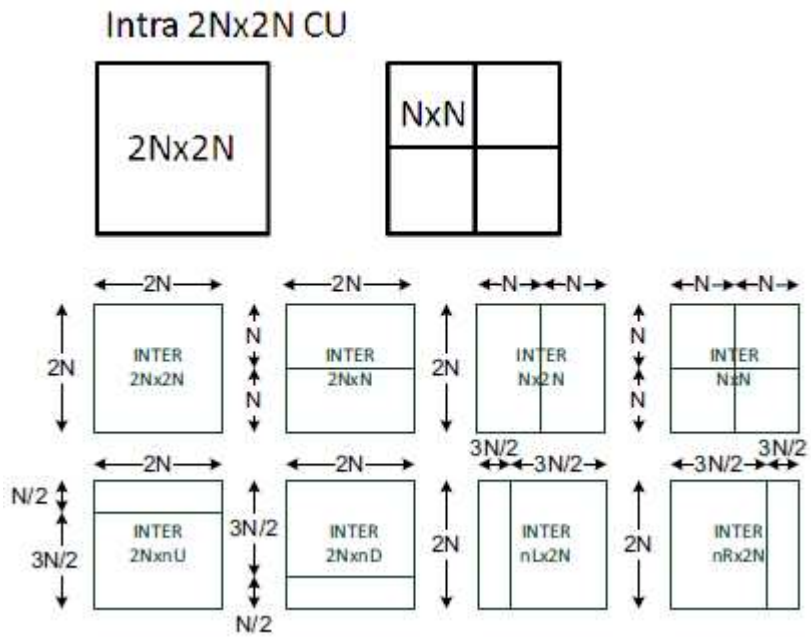 Intra 2Nx2N CU
2Nx2N
NxN
2N 2N N N N N
2N INTER 2Nx2N
N N INTER 2NxN
2N INTER Nx2N
N N INTER NxN
2N 2N 3N/2 3N/2 3N/2 3N/2
N/2 3N/2 INTER 2NxnU
3N/2 N/2 INTER 2NxnD
2N INTER nLx2N
2N INTER nRx2N